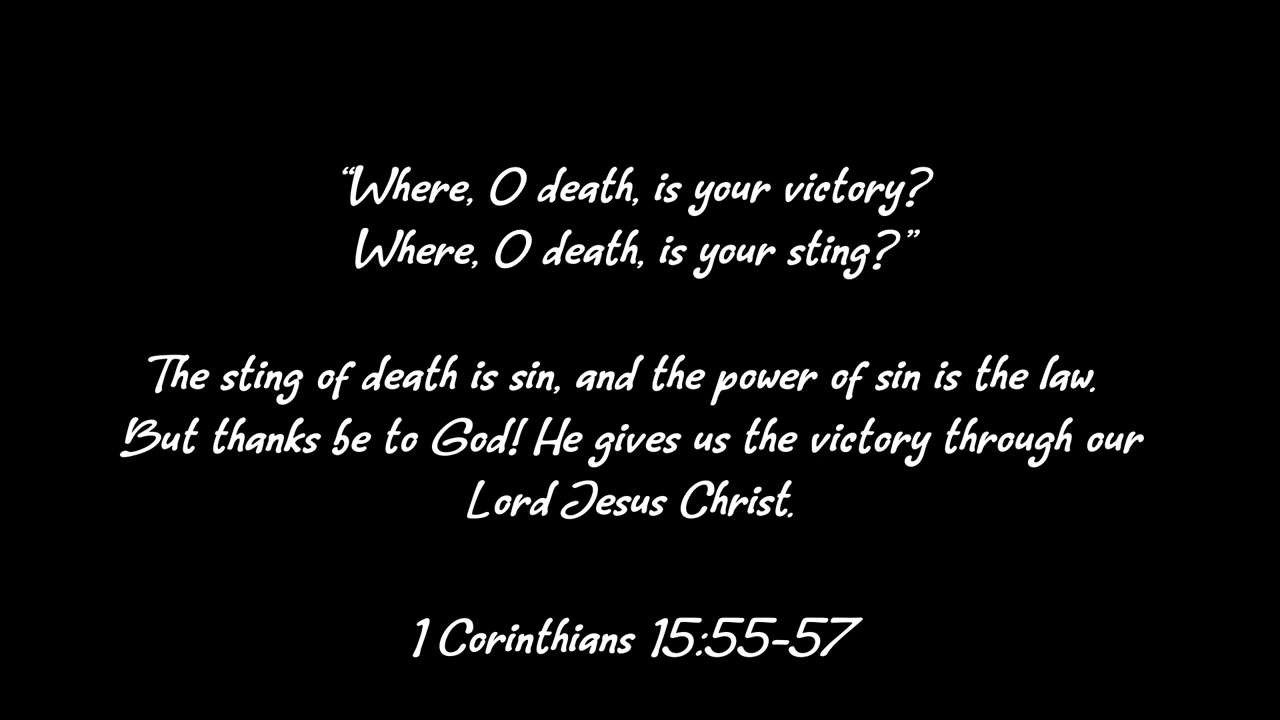 “Where, O death, is your victory?
Where, O death, is your sting?”
The sting of death is sin, and the power of sin is the law.
But thanks be to God! He gives us the victory through our
Lord Jesus Christ.
1 Corinthians 15:55-57